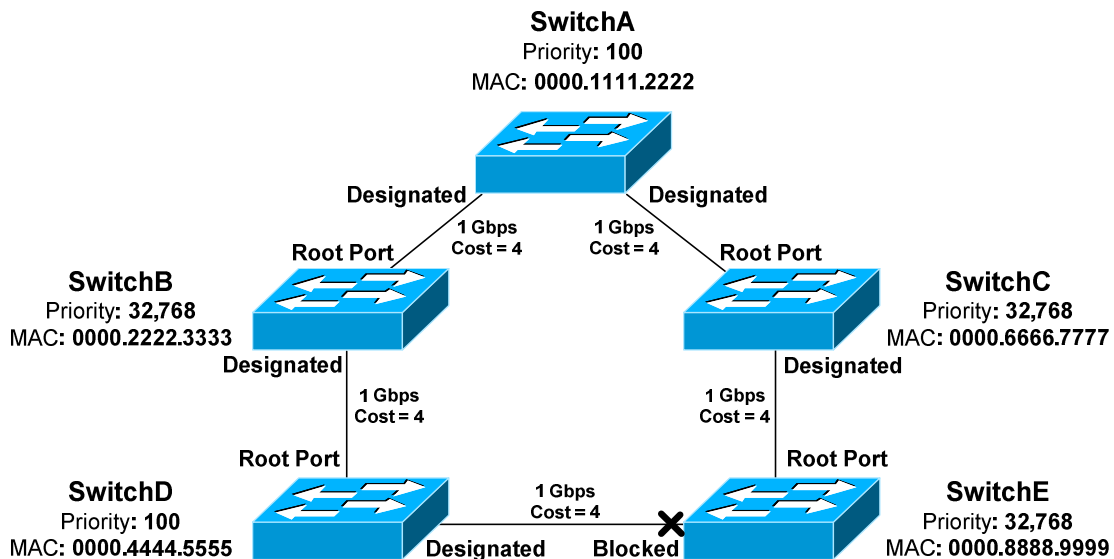 SwitchA
Priority: 100
MAC: 0000.1111.2222
Designated
Designated
1 Gbps
Cost = 4
1 Gbps
Cost = 4
Root Port
Root Port
SwitchB
Priority: 32,768
MAC: 0000.2222.3333
SwitchC
Priority: 32,768
MAC: 0000.6666.7777
Designated
Designated
1 Gbps
Cost = 4
1 Gbps
Cost = 4
Root Port
Root Port
SwitchD
Priority: 100
MAC: 0000.4444.5555
1 Gbps
Cost = 4
Designated
Blocked
SwitchE
Priority: 32,768
MAC: 0000.8888.9999